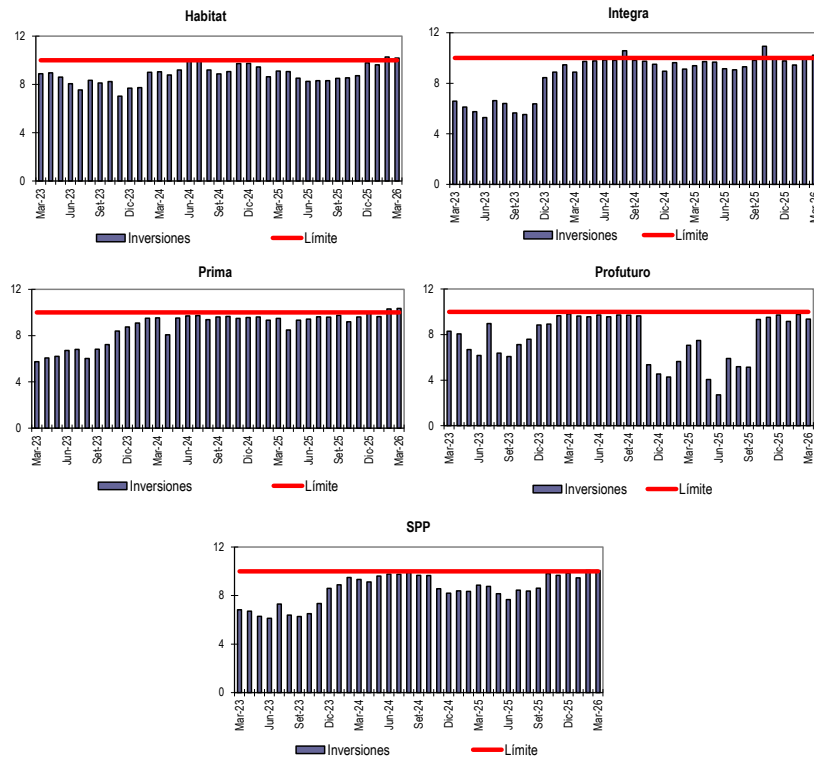 Habitat
12
8
4
0
Mar-23
Jun-23
Set-23
Dic-23
Mar-24
Jun-24
Set-24
Dic-24
Mar-25
Jun-25
Set-25
Dic-25
Mar-26
Inversiones Límite
Integra
12
8
4
0
Mar-23
Jun-23
Set-23
Dic-23
Mar-24
Jun-24
Set-24
Dic-24
Mar-25
Jun-25
Set-25
Dic-25
Mar-26
Inversiones Límite
Prima
12
8
4
0
Mar-23
Jun-23
Set-23
Dic-23
Mar-24
Jun-24
Set-24
Dic-24
Mar-25
Jun-25
Set-25
Dic-25
Mar-26
Inversiones Límite
Profuturo
12
8
4
0
Mar-23
Jun-23
Set-23
Dic-23
Mar-24
Jun-24
Set-24
Dic-24
Mar-25
Jun-25
Set-25
Dic-25
Mar-26
Inversiones Límite
SPP
12
8
4
0
Mar-23
Jun-23
Set-23
Dic-23
Mar-24
Jun-24
Set-24
Dic-24
Mar-25
Jun-25
Set-25
Dic-25
Mar-26
Inversiones Límite